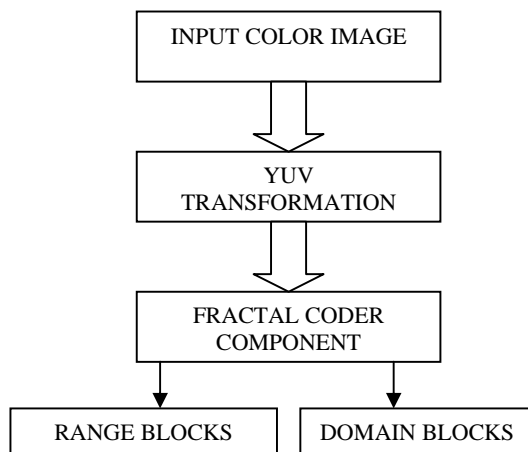 INPUT COLOR IMAGE
YUV
TRANSFORMATION
FRACTAL CODER
COMPONENT
RANGE BLOCKS
DOMAIN BLOCKS